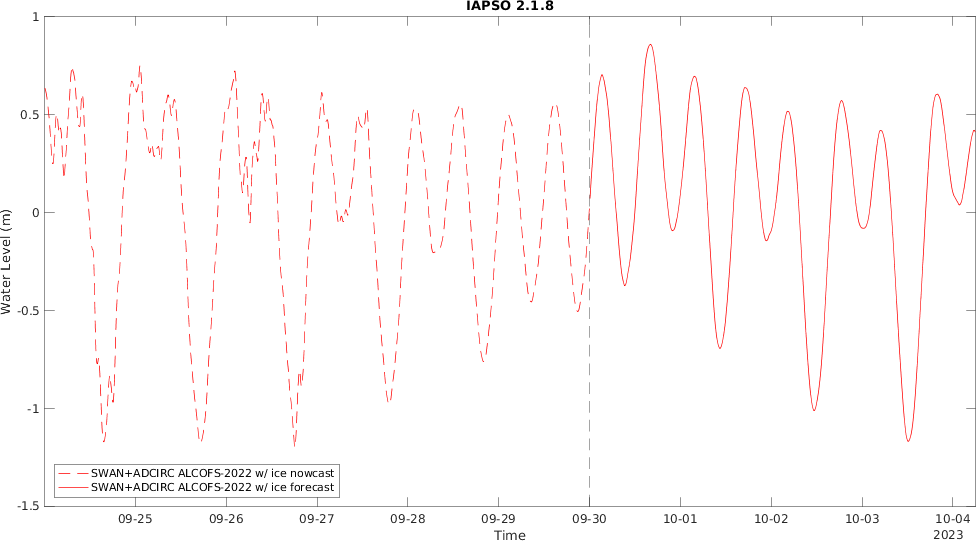 IAPSO 2.1.8
1
0.5
0
-0.5
-1
-1.5
Water Level (m)
SWAN+ADCIRC ALCOFS-2022 w/ ice nowcast
SWAN+ADCIRC ALCOFS-2022 w/ ice forecast
09-25 09-26 09-27 09-28 09-29 09-30 10-01 10-02 10-03 10-04
2023
Time